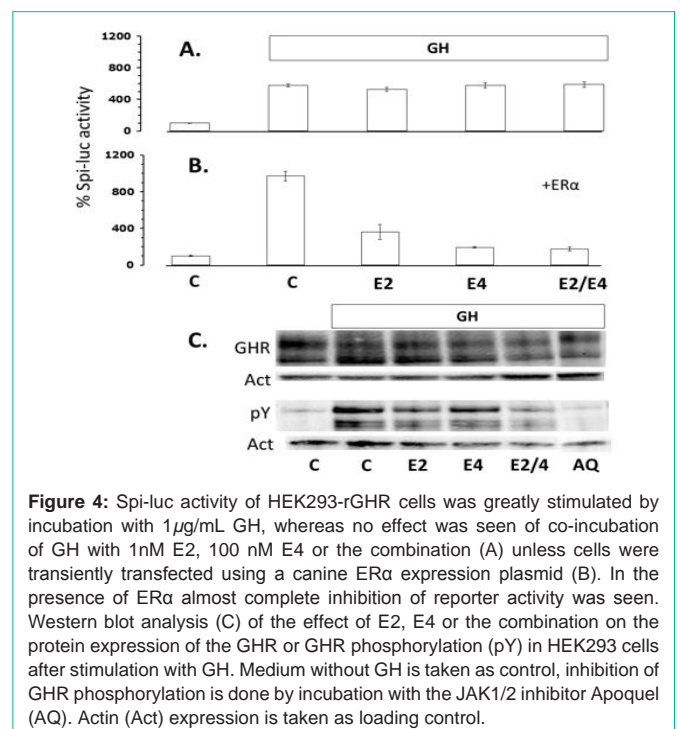 1200
A.
GH
800
400
0
% Spi-luc activity
1200
B.
+ERα
800
400
0
C C E2 E4 E2/E4
GH
C.
GHR
Act
pY
Act
C C E2 E4 E2/4 AQ
Figure 4: Spi-luc activity of HEK293-rGHR cells was greatly stimulated by
incubation with 1µg/mL GH, whereas no effect was seen of co-incubation
of GH with 1nM E2, 100 nM E4 or the combination (A) unless cells were
transiently transfected using a canine ERα expression plasmid (B). In the
presence of ERα almost complete inhibition of reporter activity was seen.
Western blot analysis (C) of the effect of E2, E4 or the combination on the
protein expression of the GHR or GHR phosphorylation (pY) in HEK293 cells
after stimulation with GH. Medium without GH is taken as control, inhibition of
GHR phosphorylation is done by incubation with the JAK1/2 inhibitor Apoquel
(AQ). Actin (Act) expression is taken as loading control.